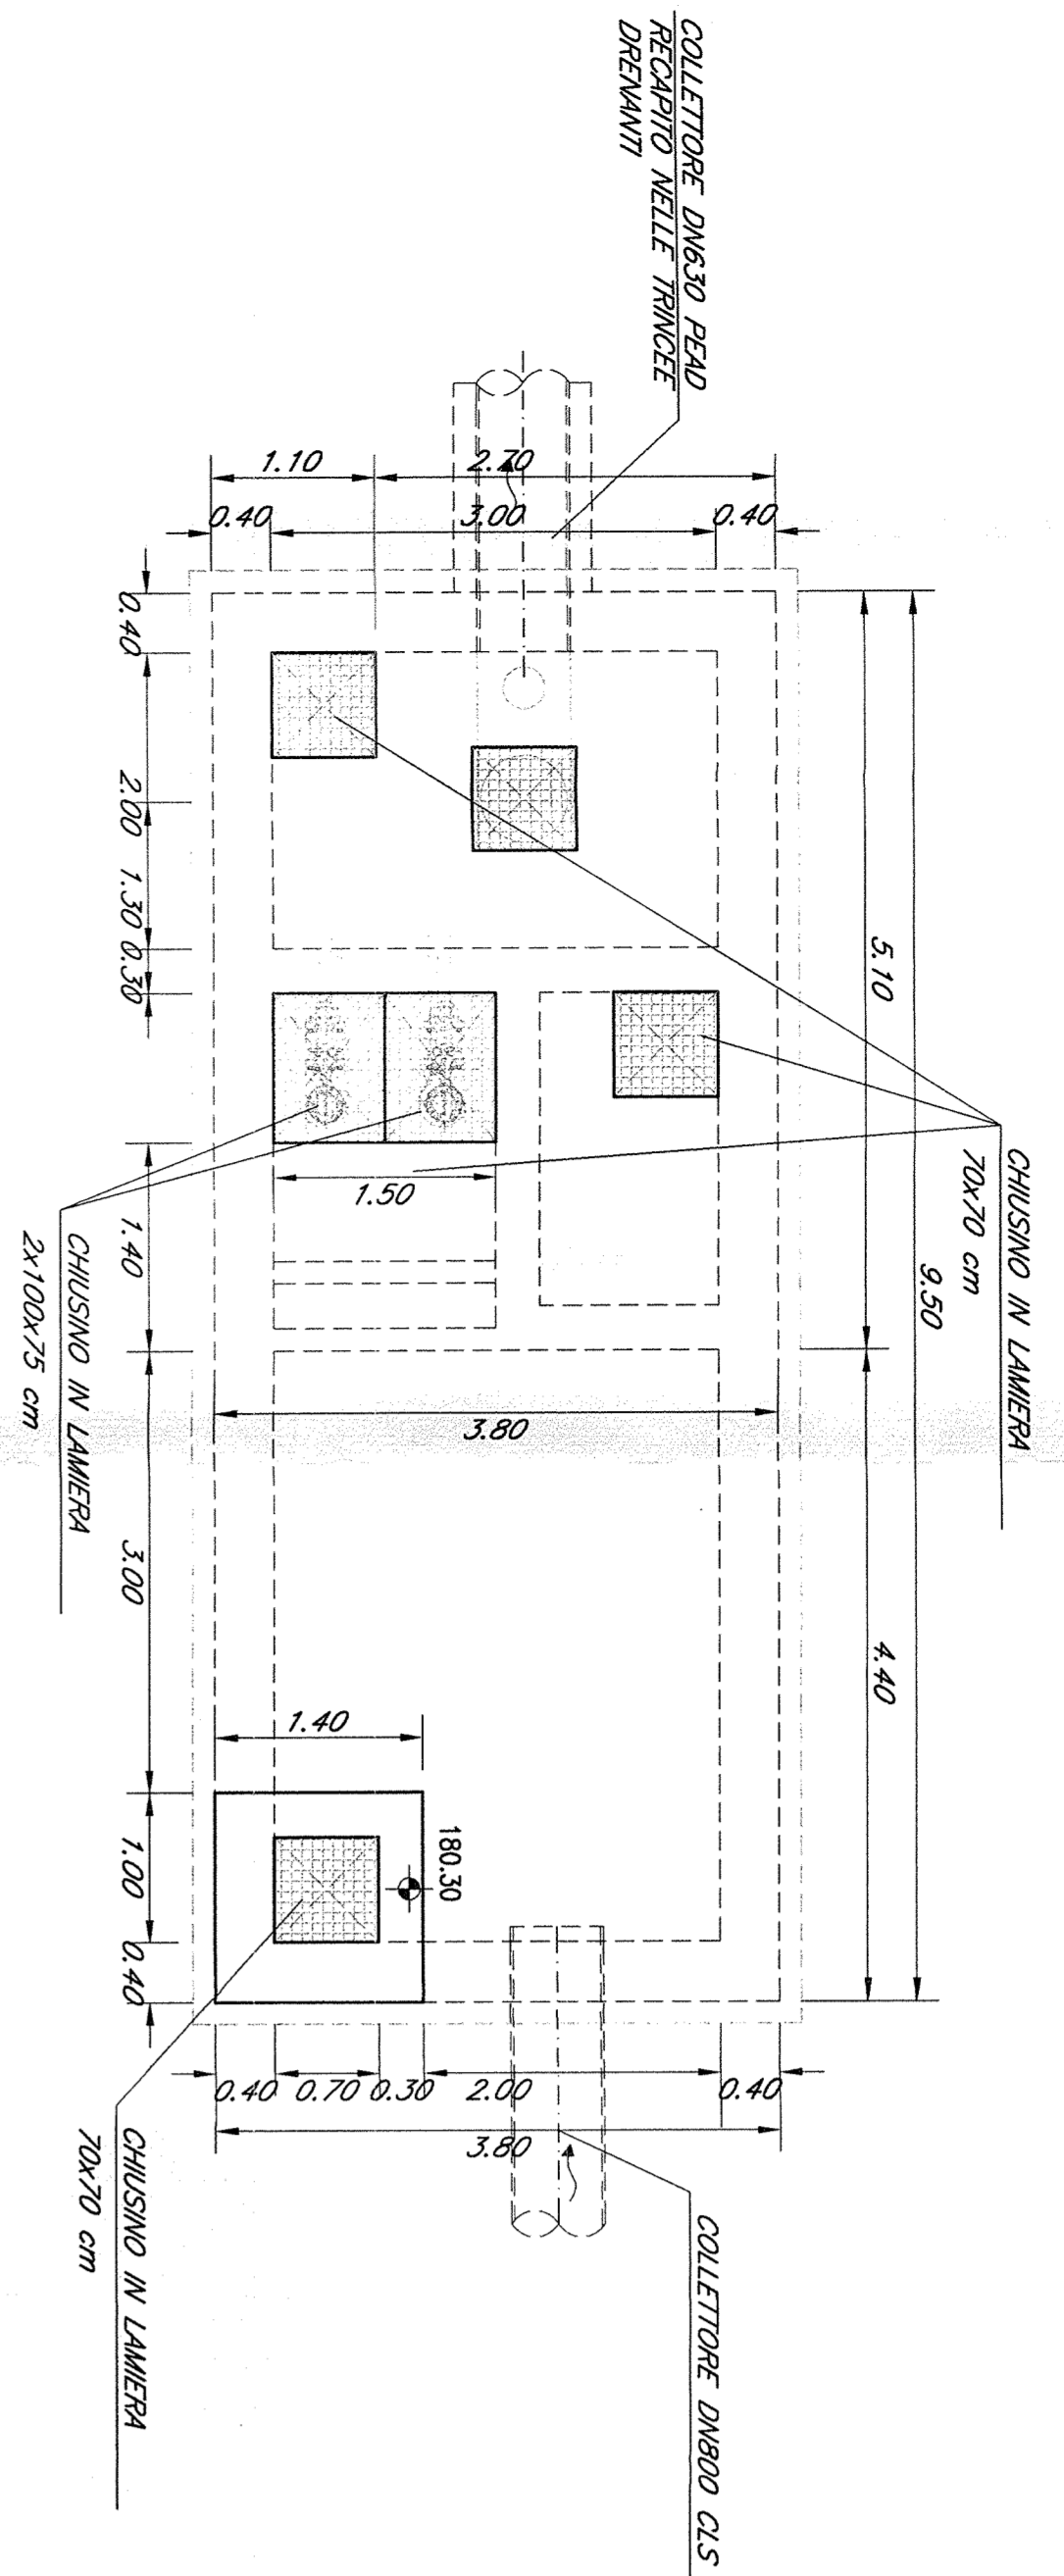 COLLETTORE DN630 PEAD
RECAPITO NELLE TRINCEE
DRENANTI
1.10
2.70
0.40
3.00
0.40
0.40
2.00
1.30
0.30
1.40
3.00
1.00
0.40
5.10
9.50
4.40
CHIUSINO IN LAMIERA
70x70 cm
1.50
CHIUSINO IN LAMIERA
2x100x75 cm
3.80
1.40
180.30
0.40
0.70
0.30
2.00
0.40
3.80
CHIUSINO IN LAMIERA
70x70 cm
COLLETTORE DN800 CLS